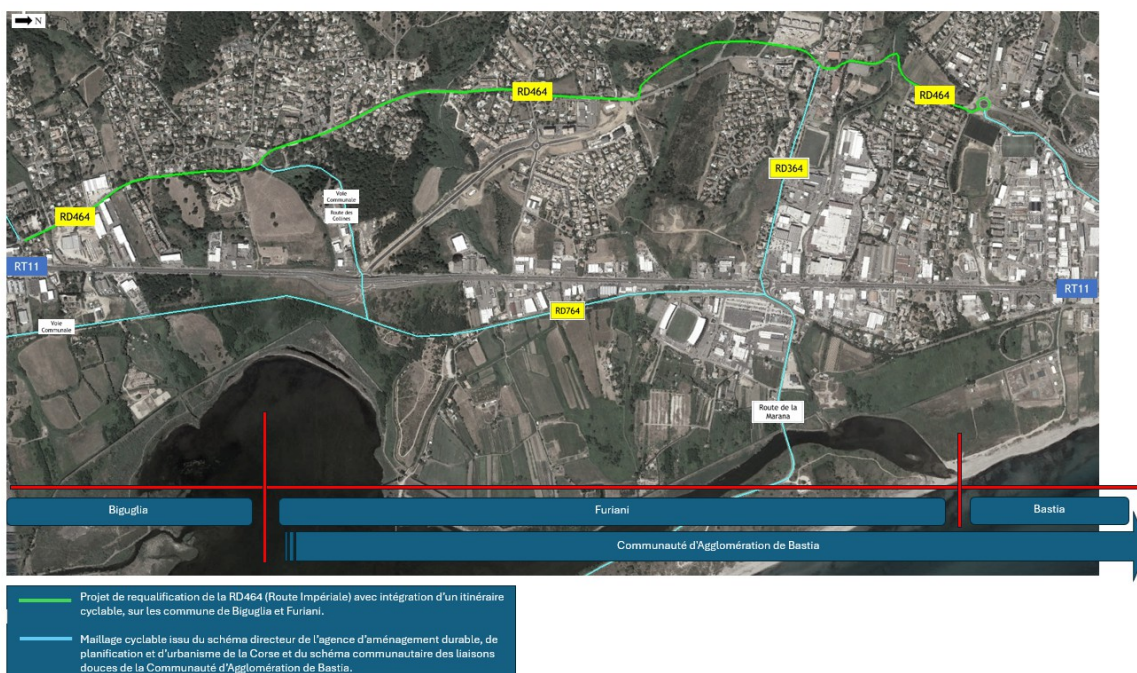 N
RD464
RD464
RD364
Voie
Communale
Route des
Collines
RD464
RT11
RT11
RD764
Voie
Communale
Route de la
Marana
Biguglia
Furiani
Bastia
Communauté d'Agglomération de Bastia
Projet de requalification de la RD464 (Route Impériale) avec intégration d'un itinéraire
cyclable, sur les commune de Biguglia et Furiani.
Maillage cyclable issu du schéma directeur de l'agence d'aménagement durable, de
planification et d'urbanisme de la Corse et du schéma communautaire des liaisons
douces de la Communauté d'Agglomération de Bastia.